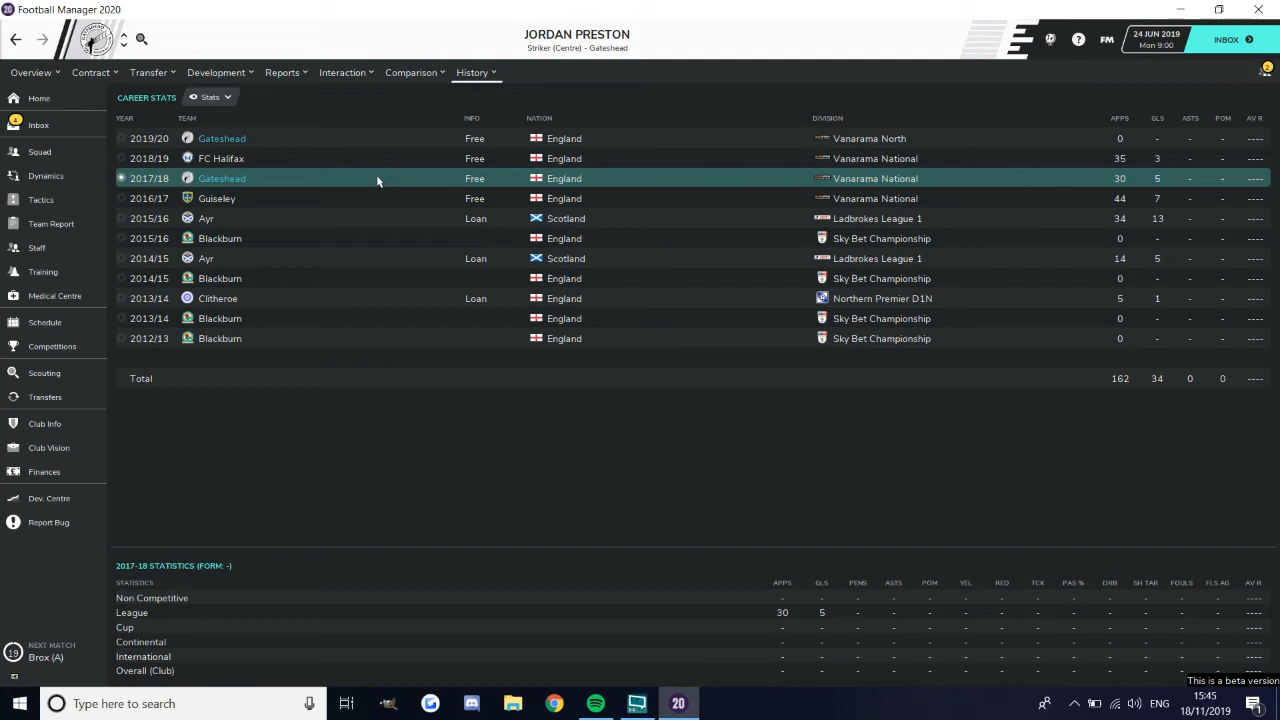 20 Football Manager 2020
JORDAN PRESTON
Striker (Centre) - Gateshead
24 JUN 2019
Mon 9:00
? FM INBOX
Overview Contract Transfer Development Reports Interaction Comparison History 2
Home
4
Inbox
Squad
Dynamics
Tactics
Team Report
Staff
Training
Medical Centre
Schedule
Competitions
Scouting
Transfers
Club Info
Club Vision
Finances
Dev. Centre
Report Bug
NEXT MATCH
19 Brox (A)
CAREER STATS Stats
YEAR TEAM INFO NATION DIVISION APPS GLS ASTS POM AV R
2019/20 Gateshead Free England Vanarama North 0 - - - ----
2018/19 FC Halifax Free England Vanarama National 35 3 - - ----
2017/18 Gateshead Free England Vanarama National 30 5 - - ----
2016/17 Guiseley Free England Vanarama National 44 7 - - ----
2015/16 Ayr Loan Scotland Ladbrokes League 1 34 13 - - ----
2015/16 Blackburn England Sky Bet Championship 0 - - - ----
2014/15 Ayr Loan Scotland Ladbrokes League 1 14 5 - - ----
2014/15 Blackburn England Sky Bet Championship 0 - - - ----
2013/14 Clitheroe Loan England Northern Premier D1N 5 1 - - ----
2013/14 Blackburn England Sky Bet Championship 0 - - - ----
2012/13 Blackburn England Sky Bet Championship 0 - - - ----
Total 162 34 0 0 ----
2017-18 STATISTICS (FORM: -)
STATISTICS APPS GLS PENS ASTS POM YEL RED TCK PAS % DRB SH TAR FOULS FLS AG AV R
Non Competitive - - - - - - - - - - - - - ----
League 30 5 - - - - - - - - - - - ----
Cup - - - - - - - - - - - - - ----
Continental - - - - - - - - - - - - - ----
International - - - - - - - - - - - - - ----
Overall (Club) - - - - - - - - - - - - - ----
This is a beta version
Type here to search
20
ENG
15:45
18/11/2019
1